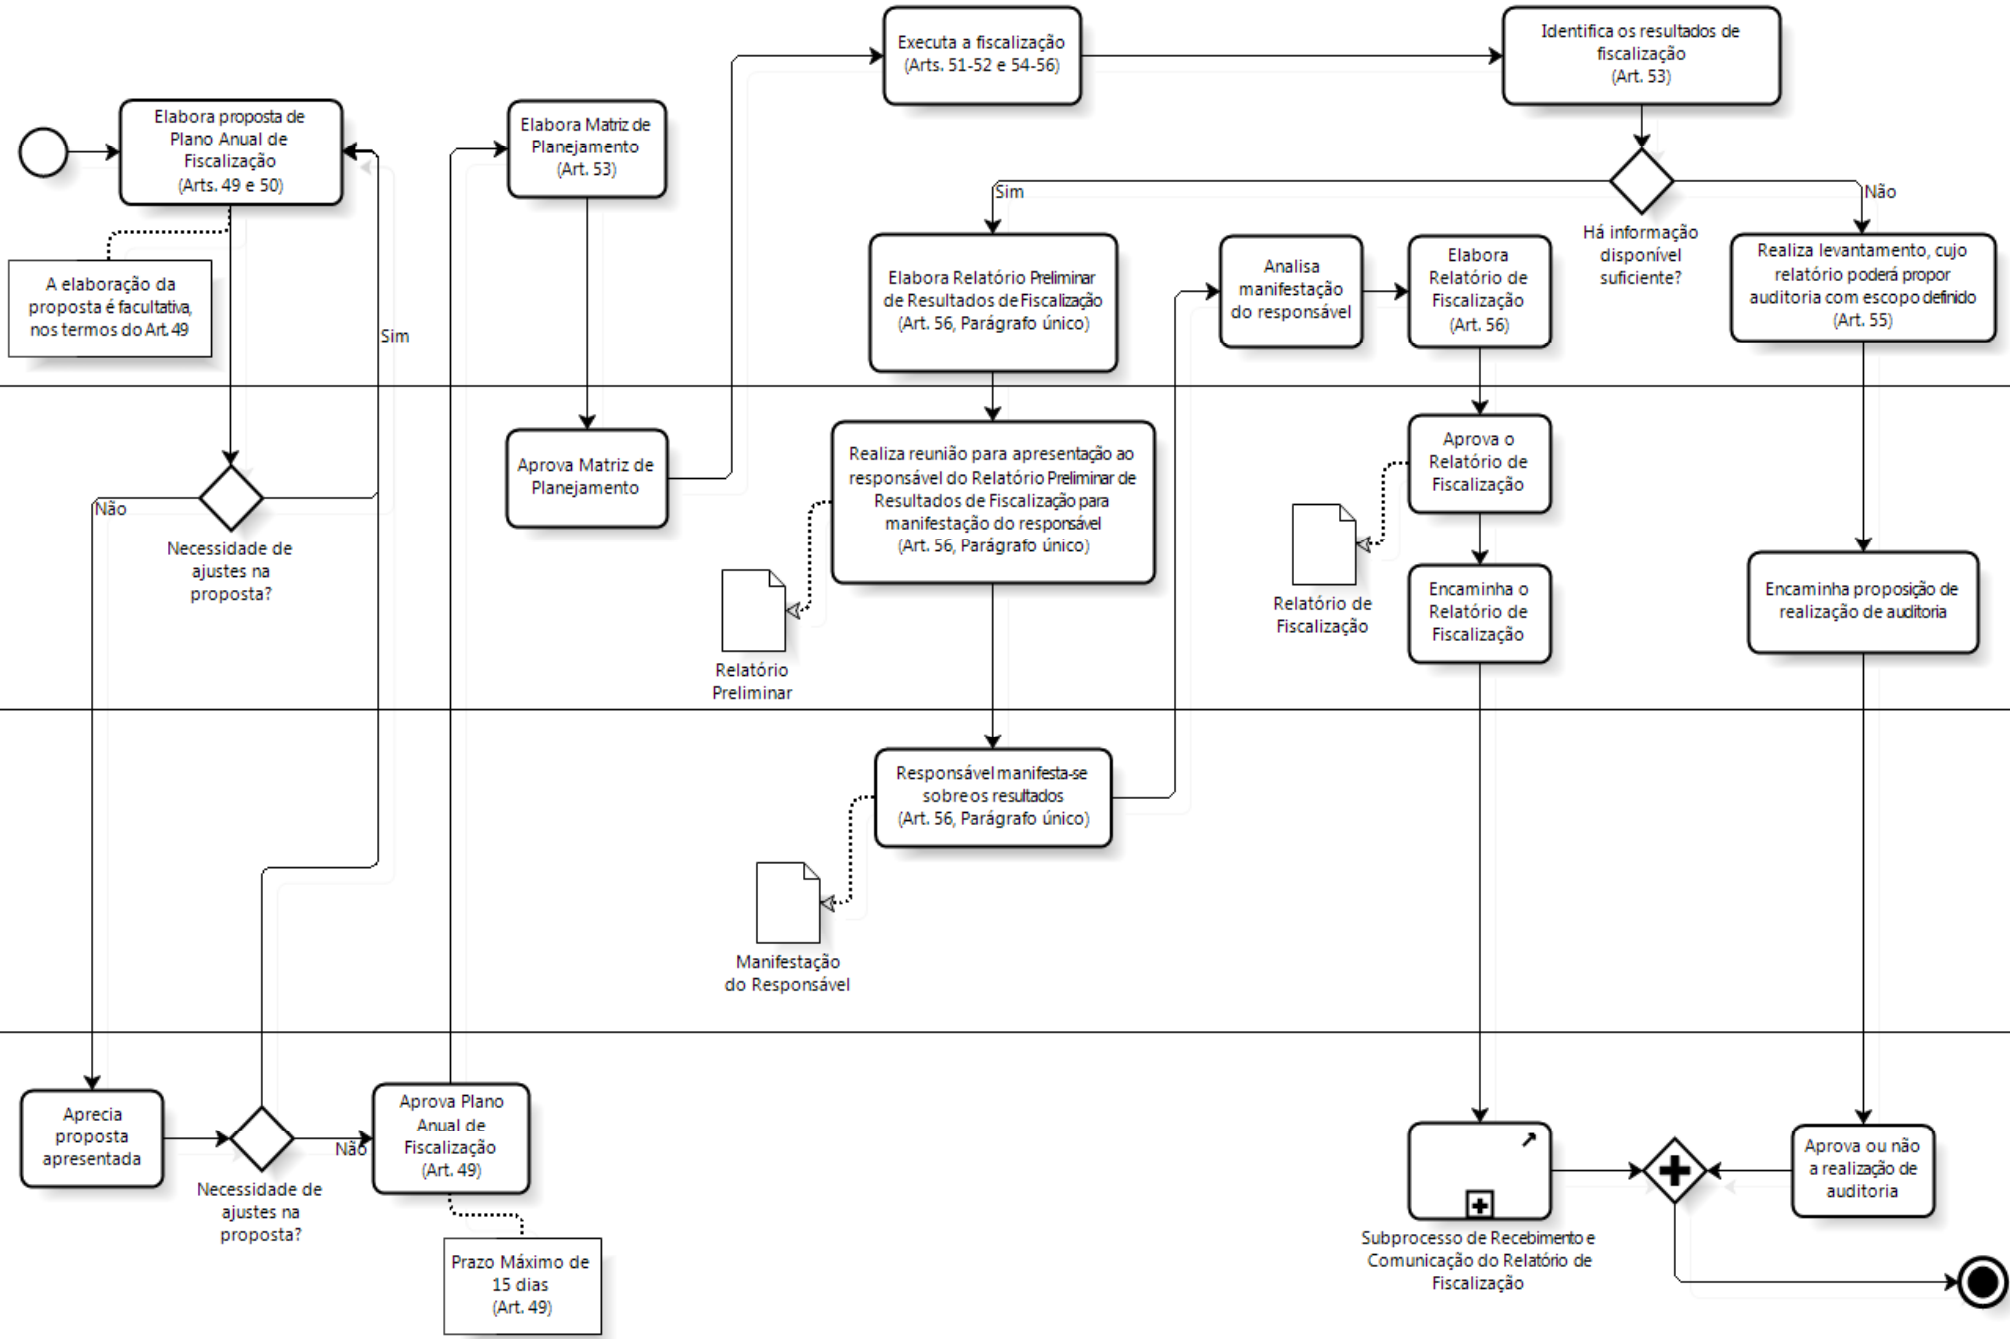 Elabora proposta de
Plano Anual de
Fiscalização
(Arts. 49 e 50)
A elaboração da
proposta é facultativa,
nos termos do Art. 49
Sim
Não
Necessidade de
ajustes na
proposta?
Aprecia
proposta
apresentada
Necessidade de
ajustes na
proposta?
Não
Aprova Plano
Anual de
Fiscalização
(Art. 49)
Prazo Máximo de
15 dias
(Art. 49)
Elabora Matriz de
Planejamento
(Art. 53)
Aprova Matriz de
Planejamento
Executa a fiscalização
(Arts. 51-52 e 54-56)
Identifica os resultados de
fiscalização
(Art. 53)
Há informação
disponível
suficiente?
Sim
Não
Elabora Relatório Preliminar
de Resultados de Fiscalização
(Art. 56, Parágrafo único)
Realiza reunião para apresentação ao
responsável do Relatório Preliminar de
Resultados de Fiscalização para
manifestação do responsável
(Art. 56, Parágrafo único)
Relatório
Preliminar
Responsável manifesta-se
sobre os resultados
(Art. 56, Parágrafo único)
Manifestação
do Responsável
Analisa
manifestação
do responsável
Elabora
Relatório de
Fiscalização
(Art. 56)
Aprova o
Relatório de
Fiscalização
Relatório de
Fiscalização
Encaminha o
Relatório de
Fiscalização
Subprocesso de Recebimento e
Comunicação do Relatório de
Fiscalização
Realiza levantamento, cujo
relatório poderá propor
auditoria com escopo definido
(Art. 55)
Encaminha proposição de
realização de auditoria
Aprova ou não
a realização de
auditoria